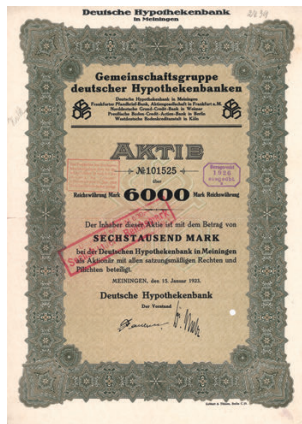 Deutsche Hypothekenbank
in Meiningen
Gemeinschaftsgruppe
deutscher Hypothekenbanken
Deutsche Hypothekenbank in Meiningen
Frankfurter Pfandbrief-Bank, Aktiengesellschaft in Frankfurt a.M.
Norddeutsche Grund-Credit-Bank in Weimar
Preußische Boden-Credit-Actien-Bank in Berlin
Westdeutsche Bodenkreditanstalt in Köln
AKTIE
№ 101525
über
Reichswährung Mark 6000 Mark Reichswährung
Der Inhaber dieser Aktie ist mit dem Betrag von
SECHSTAUSEND MARK
bei der Deutschen Hypothekenbank in Meiningen
als Aktionär mit allen satzungsmäßigen Rechten und
Pflichten beteiligt.
MEININGEN, den 15. Januar 1923.
Deutsche Hypothekenbank
Der Vorstand